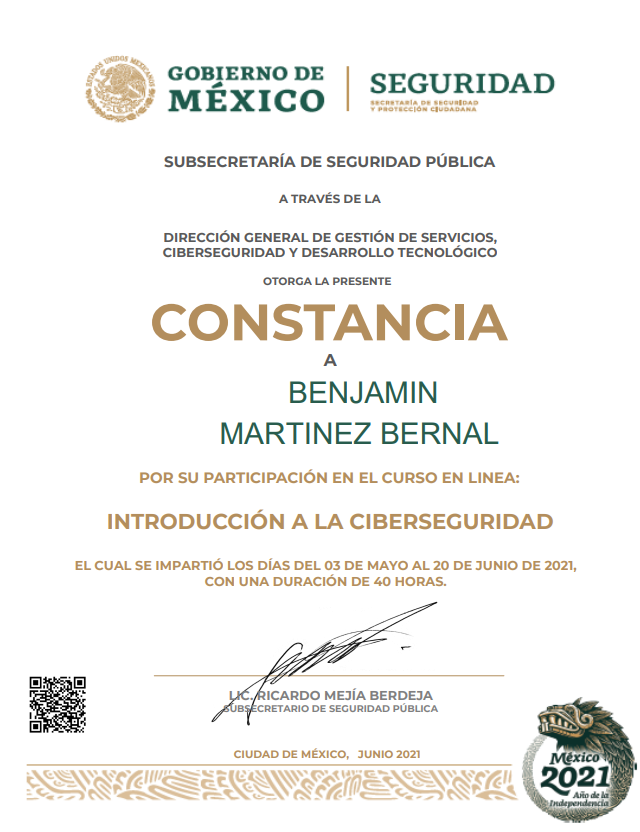 ESTADOS UNIDOS MEXICANOS
GOBIERNO DE
MÉXICO
SEGURIDAD
SECRETARÍA DE SEGURIDAD
Y PROTECCIÓN CIUDADANA
SUBSECRETARÍA DE SEGURIDAD PÚBLICA
A TRAVÉS DE LA
DIRECCIÓN GENERAL DE GESTIÓN DE SERVICIOS,
CIBERSEGURIDAD Y DESARROLLO TECNOLÓGICO
OTORGA LA PRESENTE
CONSTANCIA
A
BENJAMIN
MARTINEZ BERNAL
POR SU PARTICIPACIÓN EN EL CURSO EN LINEA:
INTRODUCCIÓN A LA CIBERSEGURIDAD
EL CUAL SE IMPARTIÓ LOS DÍAS DEL 03 DE MAYO AL 20 DE JUNIO DE 2021,
CON UNA DURACIÓN DE 40 HORAS.
LIC. RICARDO MEJÍA BERDEJA
SUBSECRETARIO DE SEGURIDAD PÚBLICA
CIUDAD DE MÉXICO, JUNIO 2021
México
2021
Año de la
Independencia